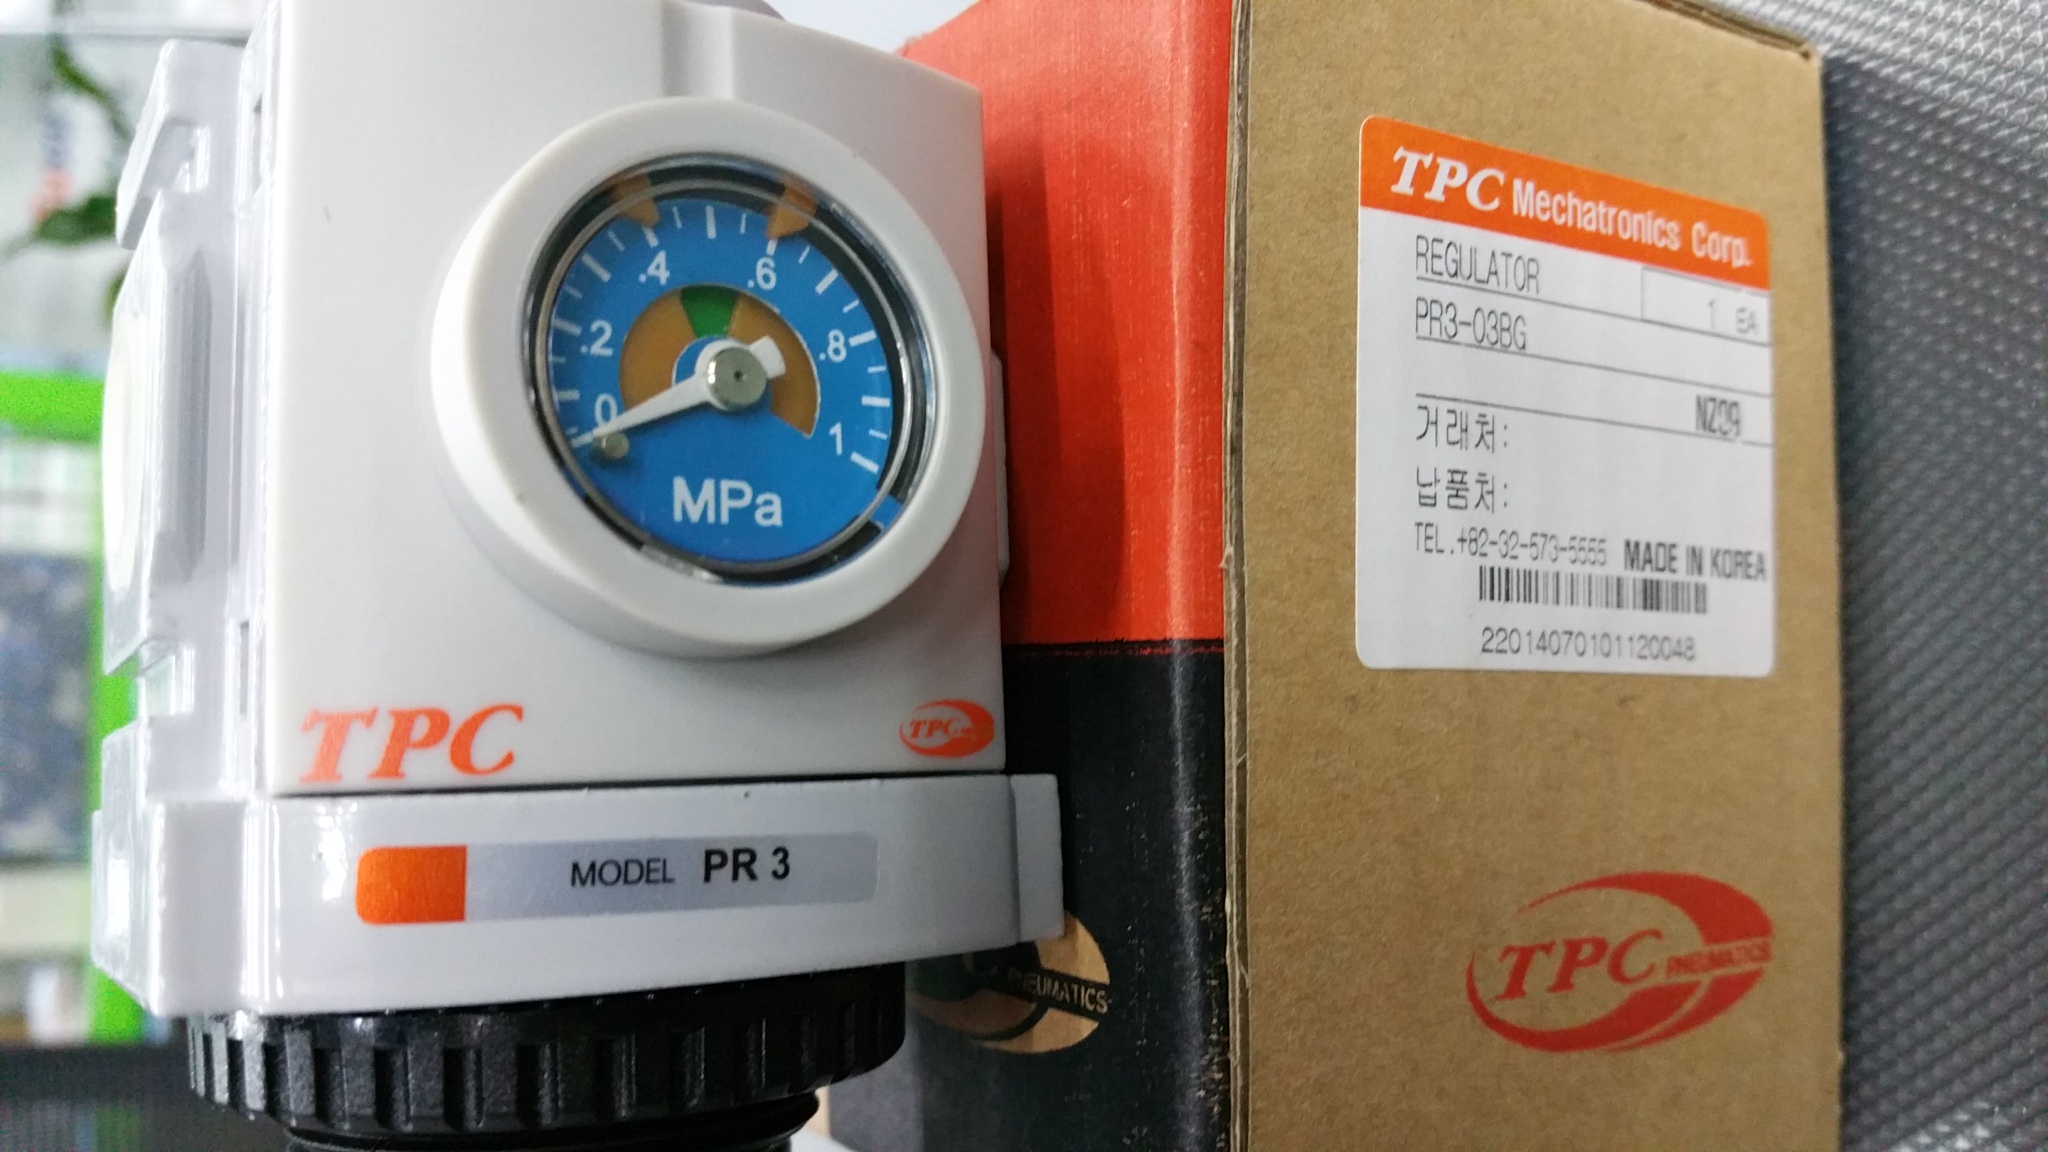 .4
.6
.2
.8
0
1
MPa
TPC
TPC
MODEL PR 3
PNEUMATICS
TPC Mechatronics Corp.
REGULATOR
1 EA
PR3-03BG
NZ09
거래처:
납품처:
TEL.+82-32-573-5555 MADE IN KOREA
22014070101120048
TPC PNEUMATICS